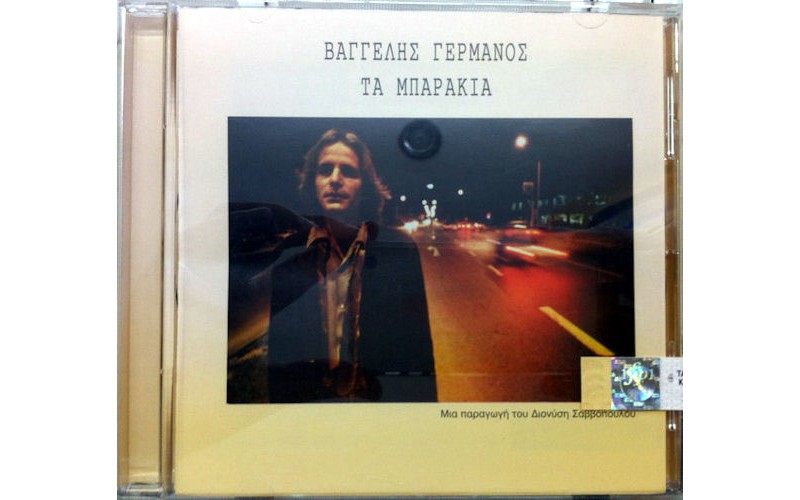 ΒΑΓΓΕΛΗΣ ΓΕΡΜΑΝΟΣ
ΤΑ ΜΠΑΡΑΚΙΑ
Μια παραγωγή του Διονύση Σαββόπουλου